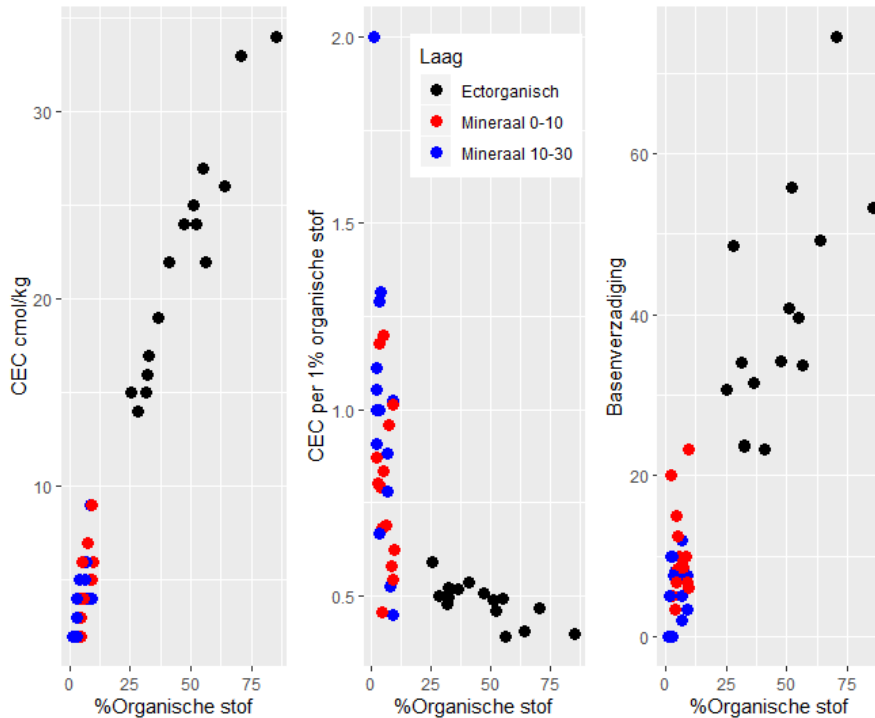 CEC cmol/kg
30
20
10
0
25
50
75
%Organische stof
CEC per 1% organische stof
2.0
1.5
1.0
0.5
0
25
50
75
%Organische stof
Laag
Ectorganisch
Mineraal 0-10
Mineraal 10-30
Basenverzadiging
60
40
20
0
0
25
50
75
%Organische stof